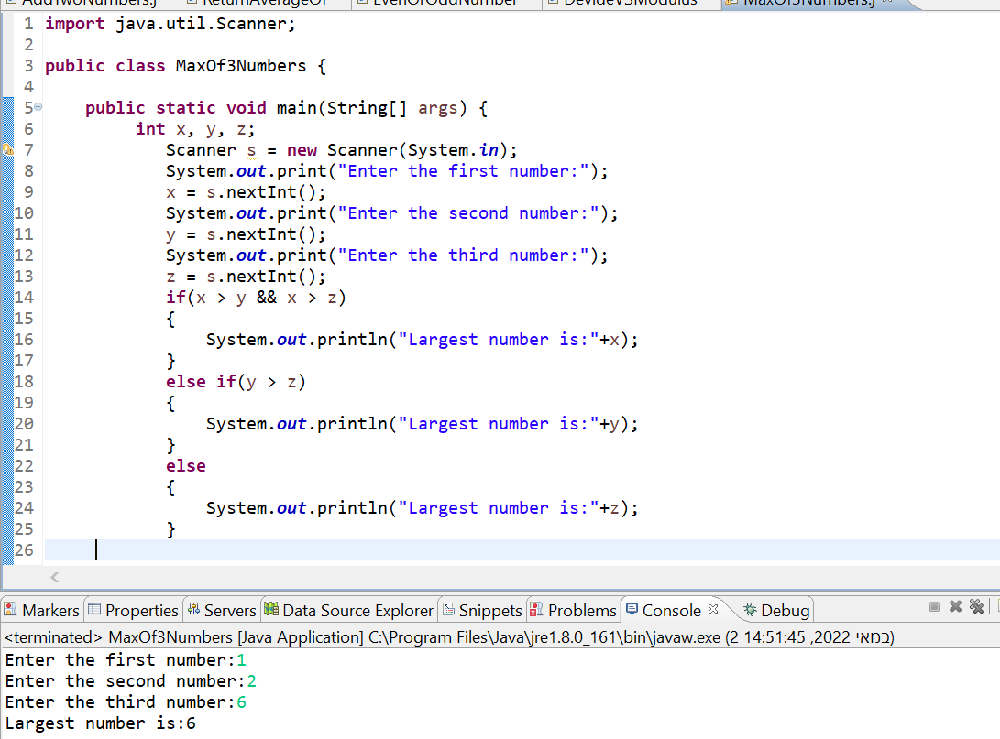 AddTwoNumbers.j ReturnAverageOf EvenOrOddNumber DevideVSModulus MaxOf3Numbers.j
1 import java.util.Scanner;
2
3 public class MaxOf3Numbers {
4
5 public static void main(String[] args) {
6 int x, y, z;
7 Scanner s = new Scanner(System.in);
8 System.out.print("Enter the first number:");
9 x = s.nextInt();
10 System.out.print("Enter the second number:");
11 y = s.nextInt();
12 System.out.print("Enter the third number:");
13 z = s.nextInt();
14 if(x > y && x > z)
15 {
16 System.out.println("Largest number is:"+x);
17 }
18 else if(y > z)
19 {
20 System.out.println("Largest number is:"+y);
21 }
22 else
23 {
24 System.out.println("Largest number is:"+z);
25 }
26
Markers Properties Servers Data Source Explorer Snippets Problems Console Debug
<terminated> MaxOf3Numbers [Java Application] C:\Program Files\Java\jre1.8.0_161\bin\javaw.exe (2 במאי 2022, 14:51:45)
Enter the first number:1
Enter the second number:2
Enter the third number:6
Largest number is:6